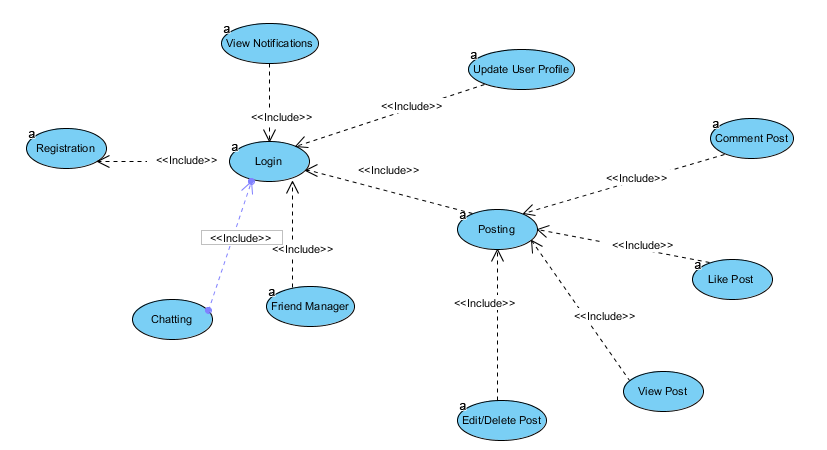 a
View Notifications
a
Update User Profile
<<Include>>
<<Include>>
a
Comment Post
a
Registration
<<Include>>
a
Login
<<Include>>
<<Include>>
a
Posting
<<Include>>
<<Include>>
<<Include>>
a
Like Post
a
Friend Manager
Chatting
<<Include>>
<<Include>>
View Post
a
Edit/Delete Post